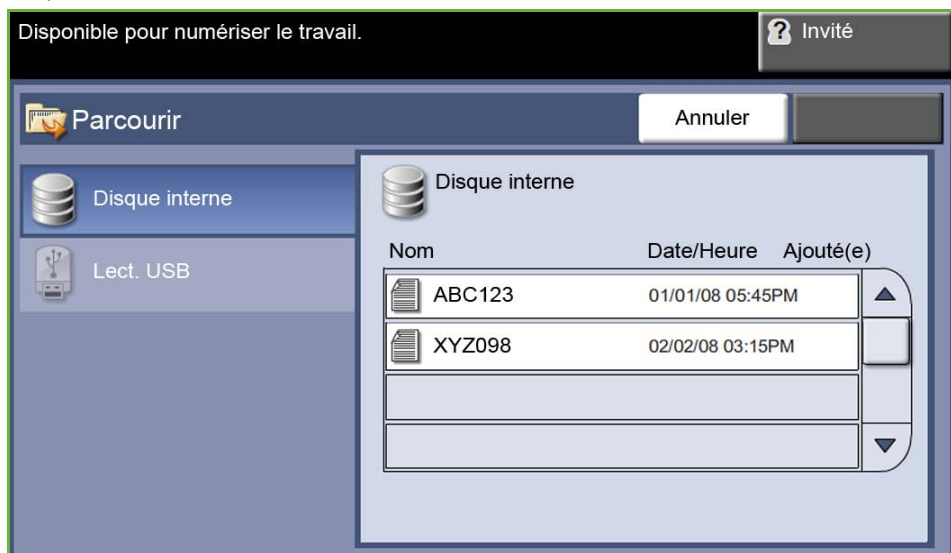 Disponible pour numériser le travail.
? Invité
Parcourir
Annuler
Disque interne
Lect. USB
Disque interne
Nom Date/Heure Ajouté(e)
ABC123 01/01/08 05:45PM
XYZ098 02/02/08 03:15PM